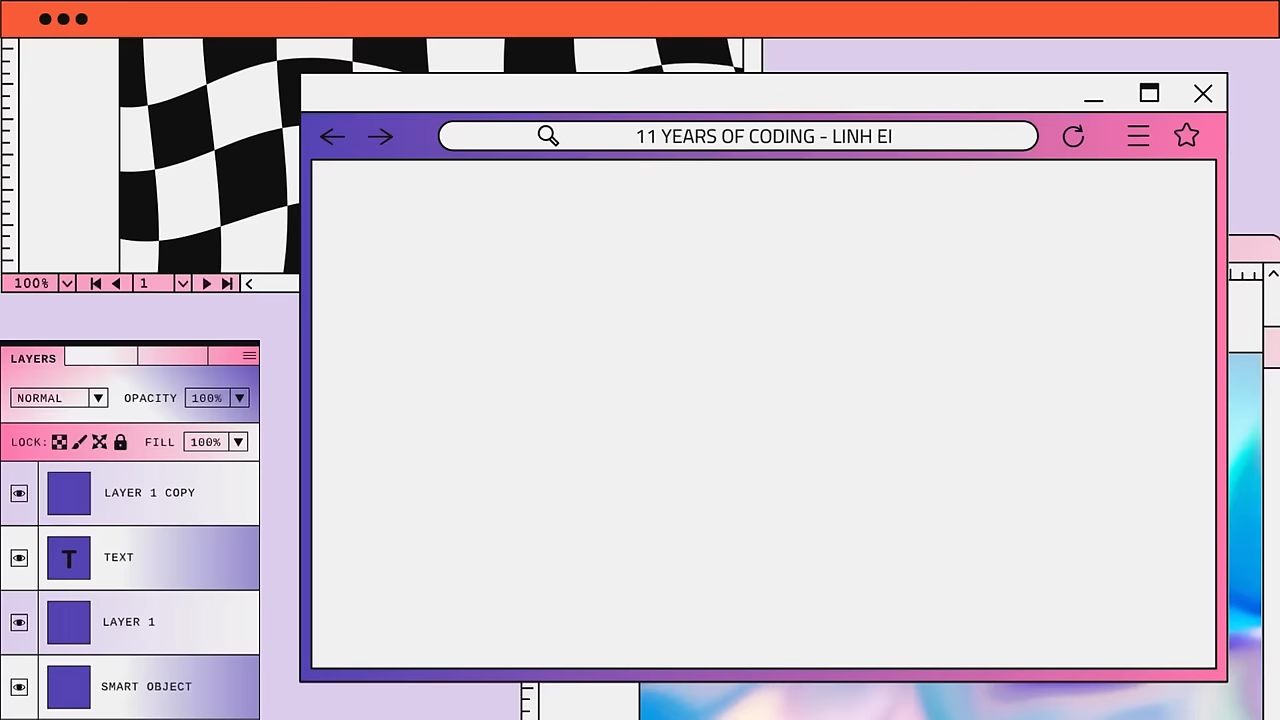 11 YEARS OF CODING - LINH EI
100%
1
LAYERS
NORMAL
OPACITY
100%
LOCK:
FILL
100%
LAYER 1 COPY
T
TEXT
LAYER 1
SMART OBJECT